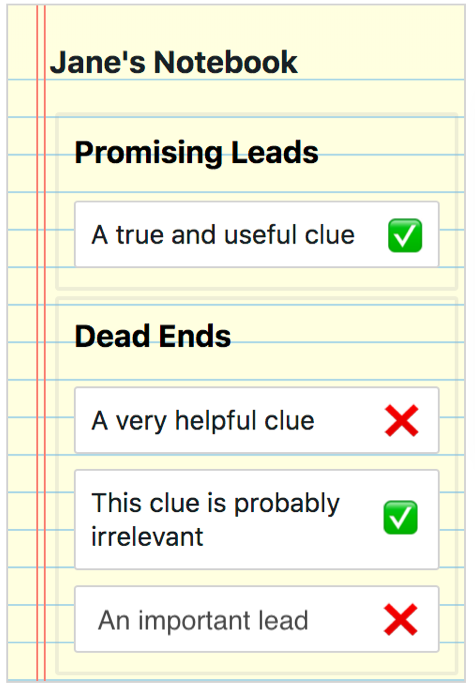 Jane's Notebook
Promising Leads
A true and useful clue
Dead Ends
A very helpful clue
This clue is probably
irrelevant
An important lead